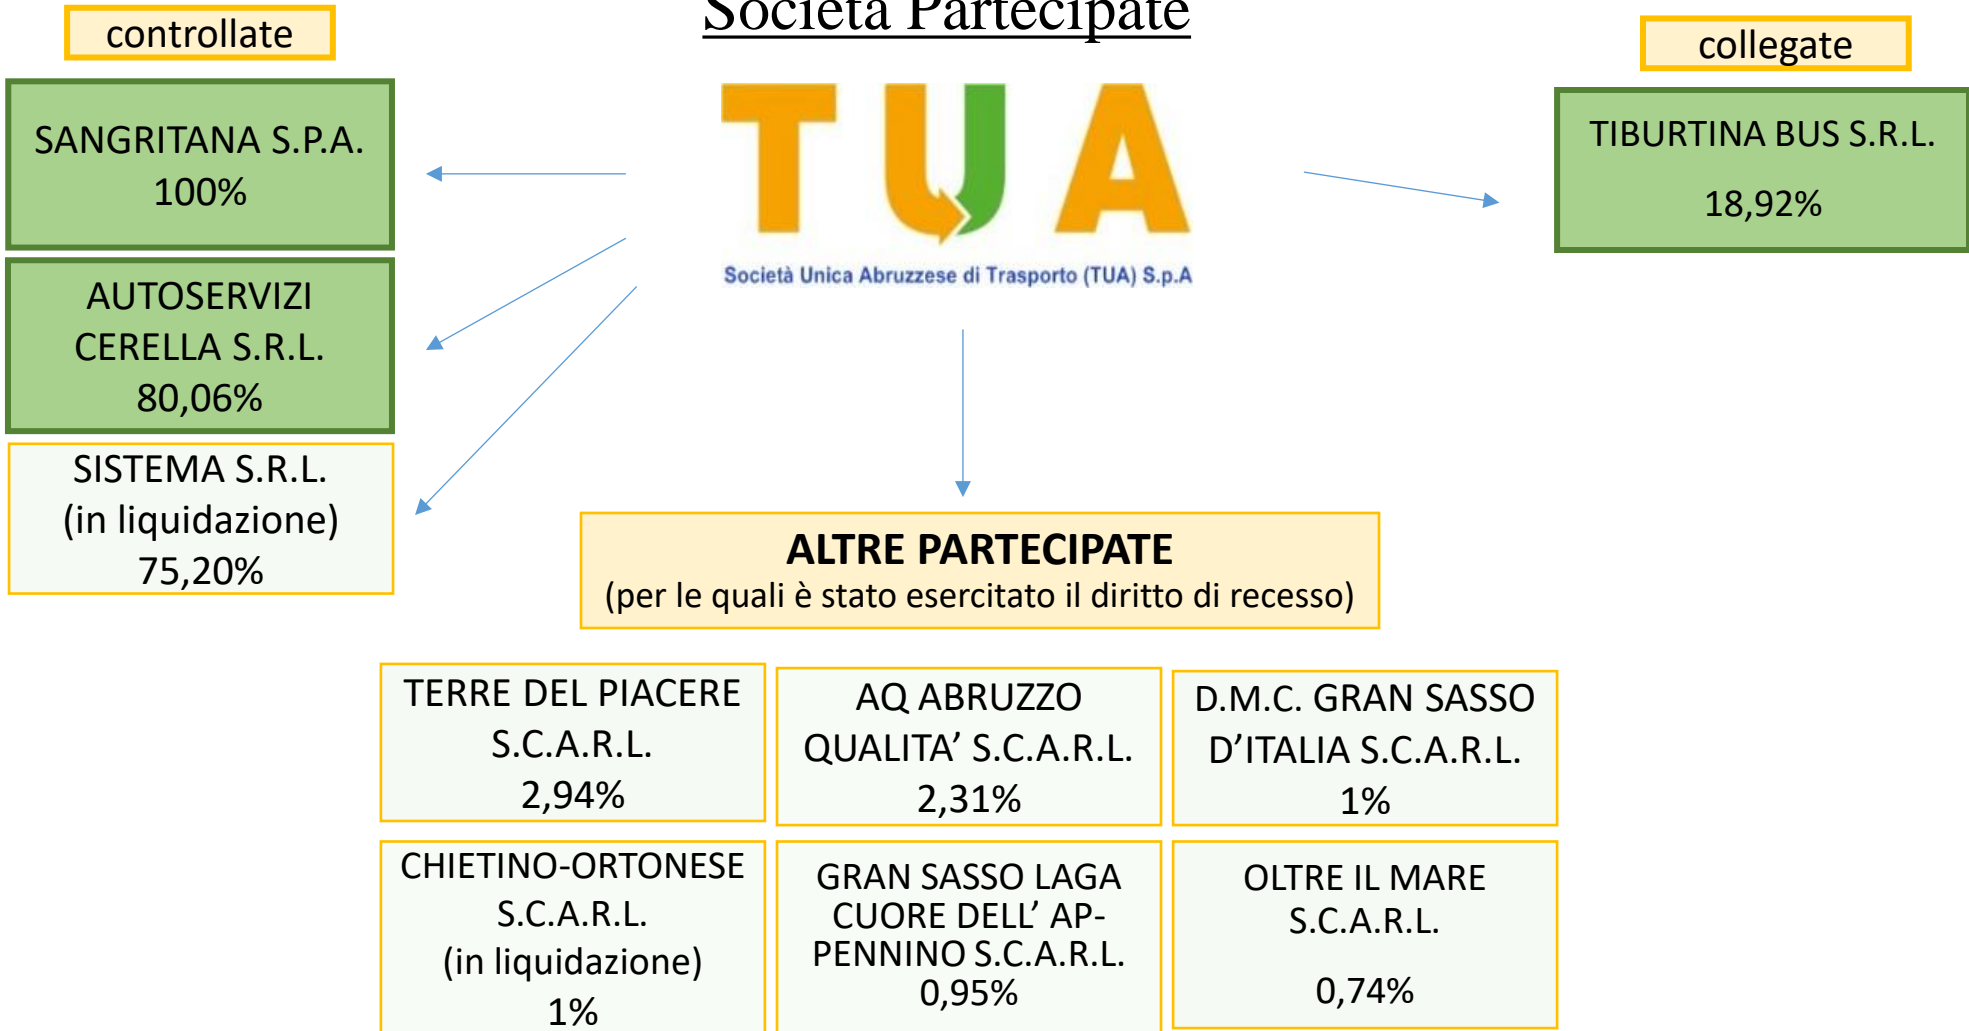 Società Partecipate
controllate
collegate
SANGRITANA S.P.A.
100%
AUTOSERVIZI
CERELLA S.R.L.
80,06%
SISTEMA S.R.L.
(in liquidazione)
75,20%
TUA
Società Unica Abruzzese di Trasporto (TUA) S.p.A
TIBURTINA BUS S.R.L.
18,92%
ALTRE PARTECIPATE
(per le quali è stato esercitato il diritto di recesso)
TERRE DEL PIACERE
S.C.A.R.L.
2,94%
AQ ABRUZZO
QUALITA’ S.C.A.R.L.
2,31%
D.M.C. GRAN SASSO
D’ITALIA S.C.A.R.L.
1%
CHIETINO-ORTONESE
S.C.A.R.L.
(in liquidazione)
1%
GRAN SASSO LAGA
CUORE DELL’ AP-
PENNINO S.C.A.R.L.
0,95%
OLTRE IL MARE
S.C.A.R.L.
0,74%